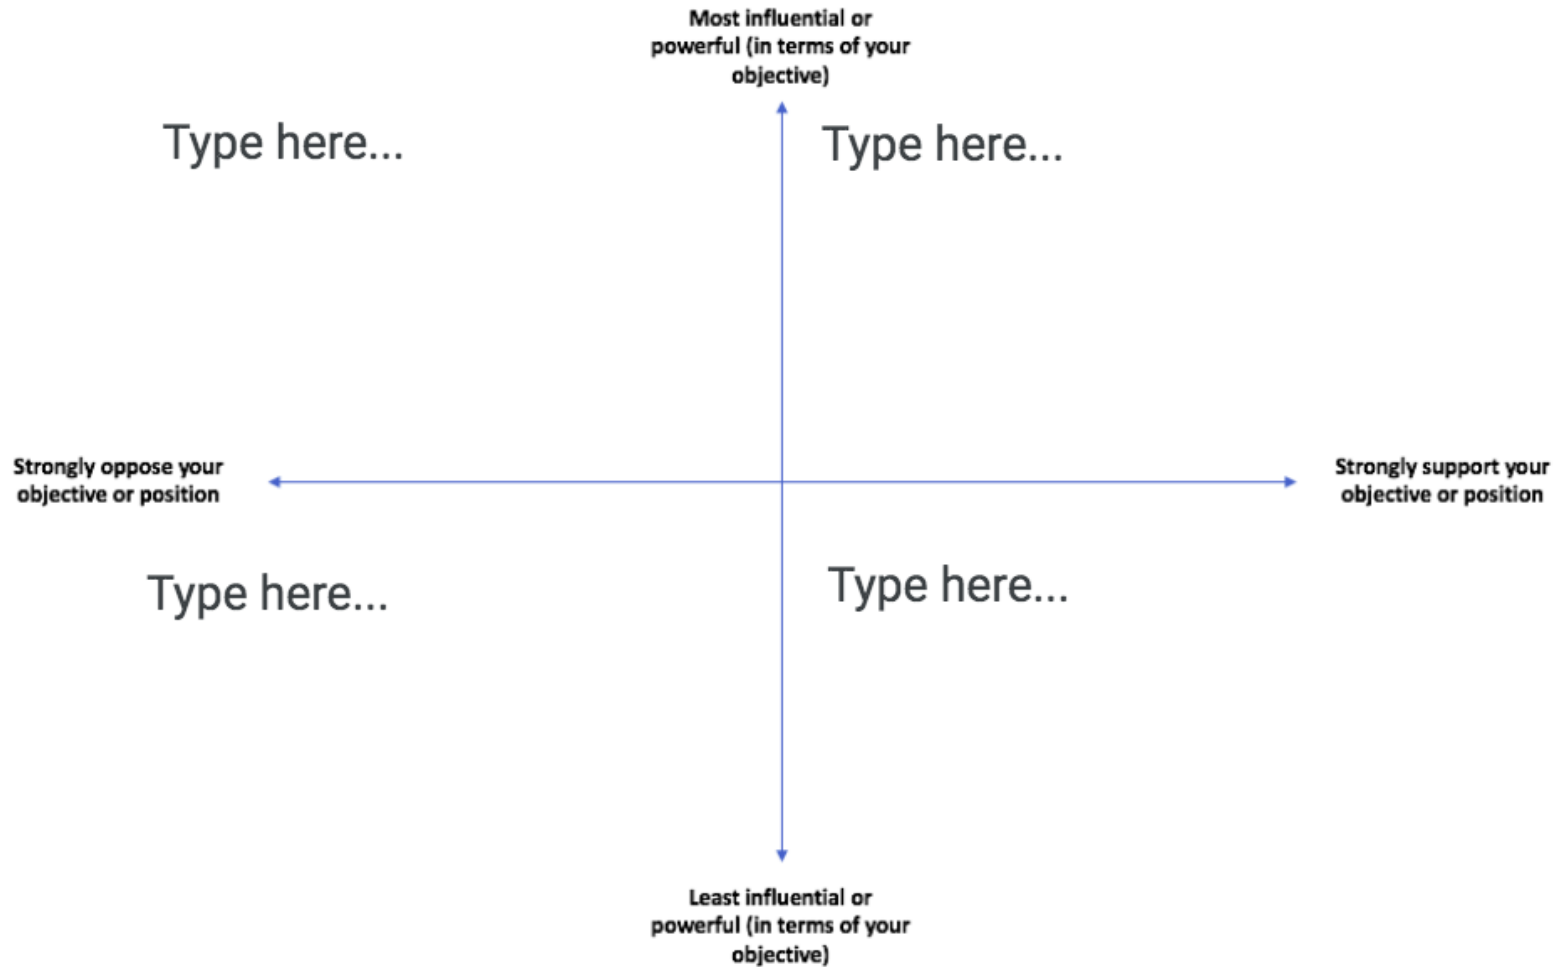 Most influential or
powerful (in terms of your
objective)
Type here...
Type here...
Strongly oppose your
objective or position
Strongly support your
objective or position
Type here...
Type here...
Least influential or
powerful (in terms of your
objective)